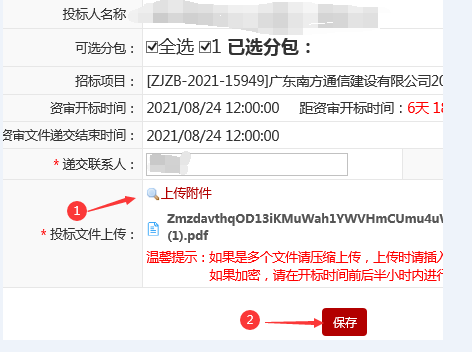 投标人名称
可选分包： 全选 1 已选分包：
招标项目： [ZJZB-2021-15949]广东南方通信建设有限公司20
资审开标时间： 2021/08/24 12:00:00 距资审开标时间：6天 18
资审文件递交结束时间： 2021/08/24 12:00:00
* 递交联系人：
1 上传附件
* 投标文件上传： ZmzdavthqOD13iKMuWah1YWVHmCUmu4uW
(1).pdf
温馨提示：如果是多个文件请压缩上传，上传时请插入
如果加密，请在开标时间前后半小时内进行
2 保存